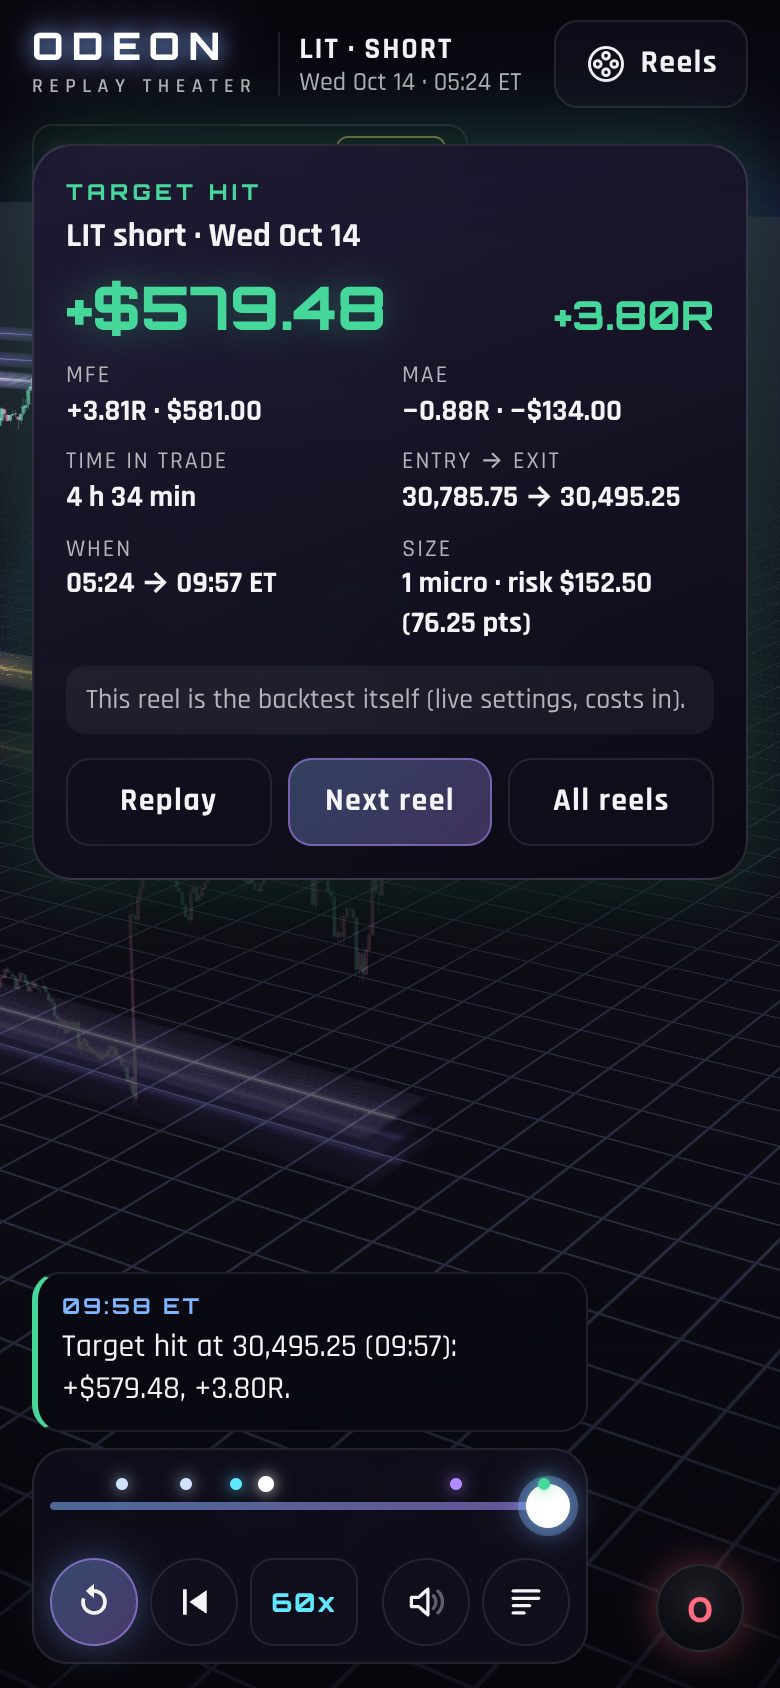 ODEON
REPLAY THEATER
LIT · SHORT
Wed Oct 14 · 05:24 ET
Reels
TARGET HIT
LIT short · Wed Oct 14
+$579.48
+3.80R
MFE
+3.81R · $581.00
MAE
−0.88R · −$134.00
TIME IN TRADE
4 h 34 min
ENTRY → EXIT
30,785.75 → 30,495.25
WHEN
05:24 → 09:57 ET
SIZE
1 micro · risk $152.50
(76.25 pts)
This reel is the backtest itself (live settings, costs in).
Replay
Next reel
All reels
09:58 ET
Target hit at 30,495.25 (09:57):
+$579.48, +3.80R.
60x
O